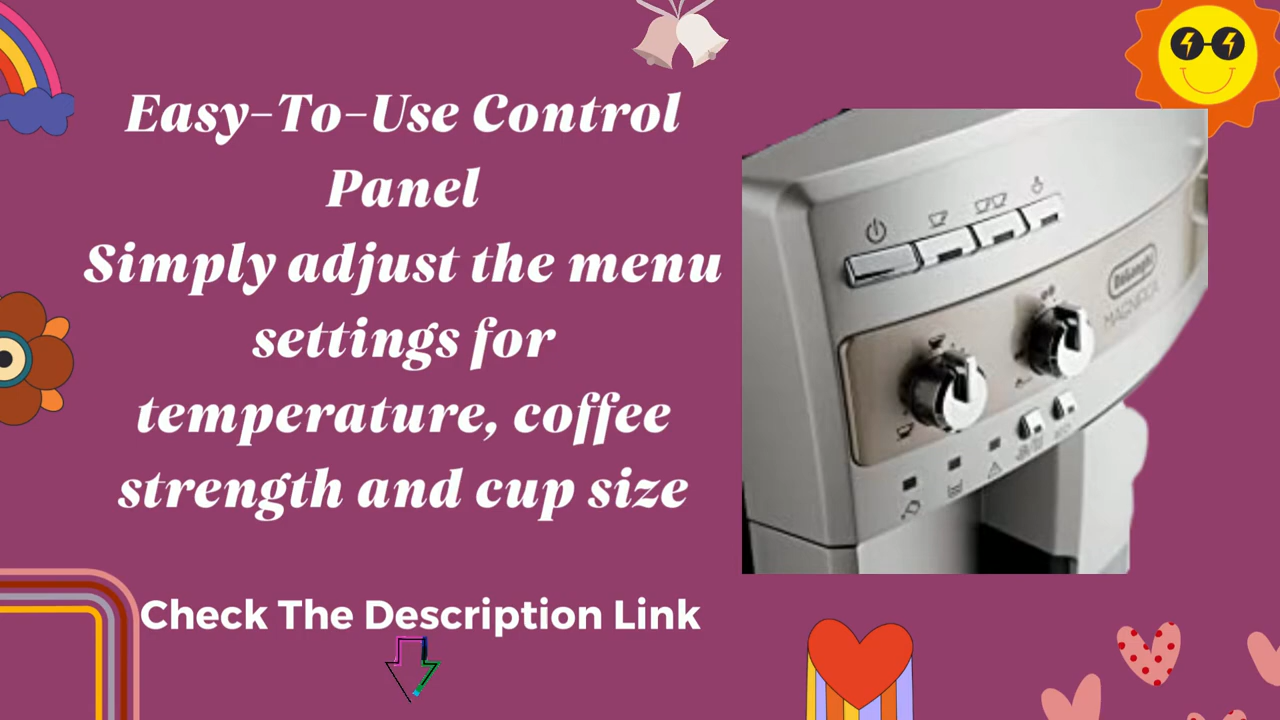 Easy-To-Use Control
Panel
Simply adjust the menu
settings for
temperature, coffee
strength and cup size
DeLonghi
MAGNIFICA
Check The Description Link